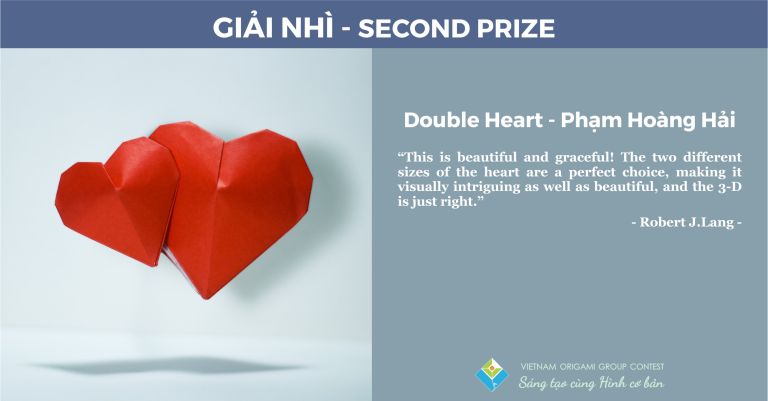 GIẢI NHÌ - SECOND PRIZE
Double Heart - Phạm Hoàng Hải
“This is beautiful and graceful! The two different
sizes of the heart are a perfect choice, making it
visually intriguing as well as beautiful, and the 3-D
is just right.”
- Robert J.Lang -
VIETNAM ORIGAMI GROUP CONTEST
Sáng tạo cùng Hình cơ bản